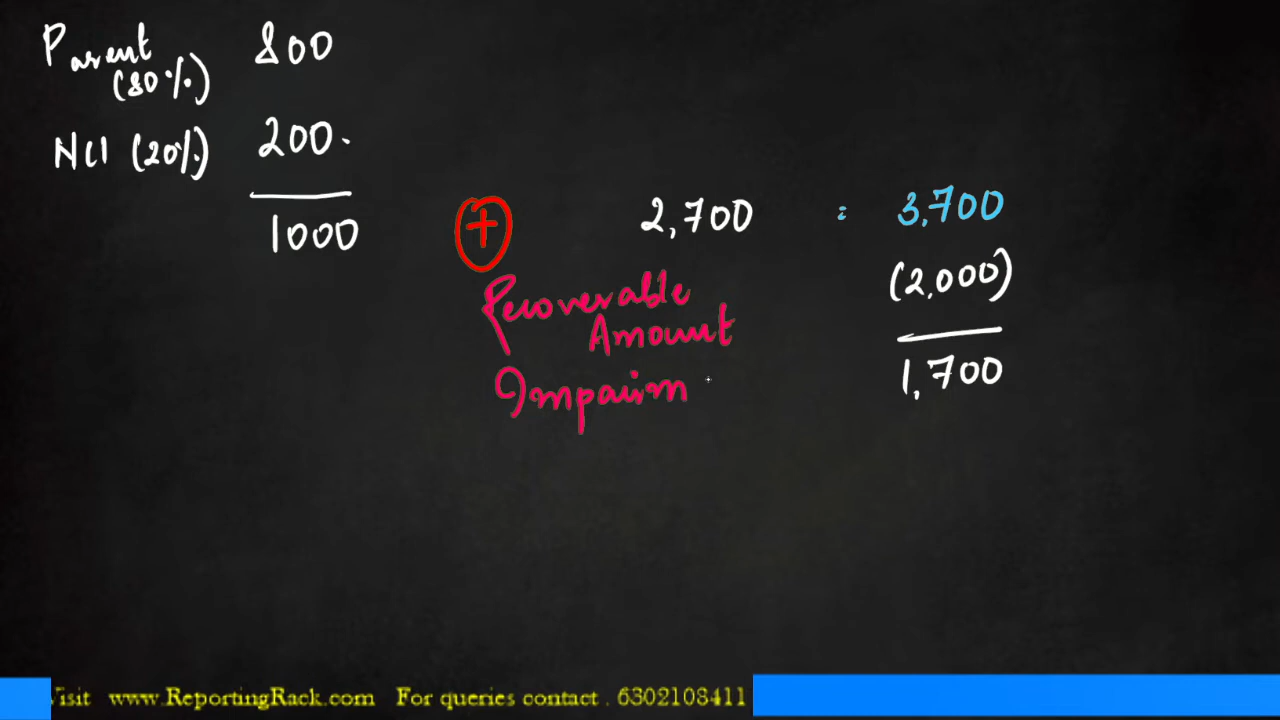 Parent 800
(80%)
NCI (20%) 200.
1000 + 2,700 = 3,700
Recoverable (2,000)
Amount
Impairm 1,700
Visit www.ReportingRack.com For queries contact . 6302108411